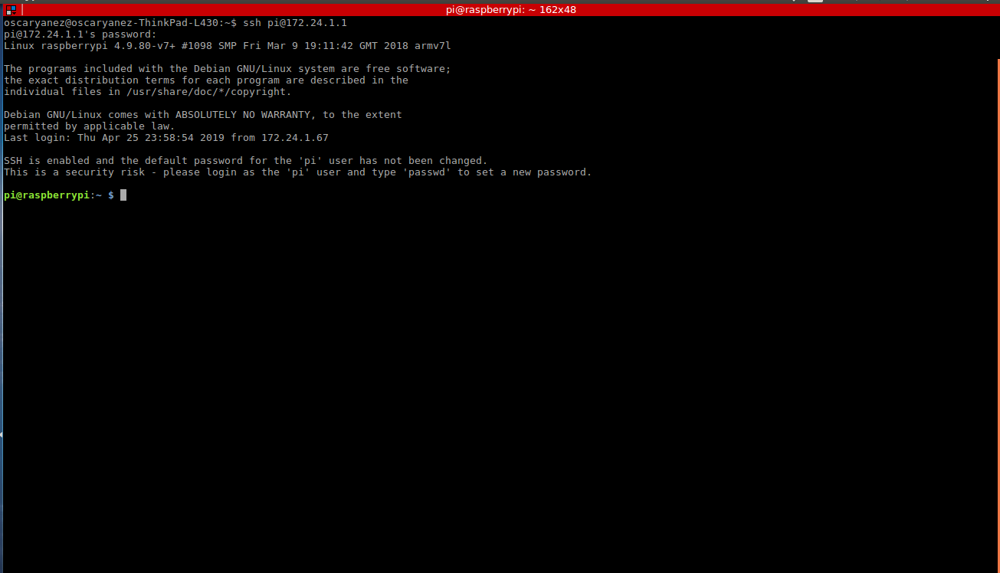 pi@raspberrypi: ~ 162x48
oscaryanez@oscaryanez-ThinkPad-L430:~$ ssh pi@172.24.1.1
pi@172.24.1.1's password:
Linux raspberrypi 4.9.80-v7+ #1098 SMP Fri Mar 9 19:11:42 GMT 2018 armv7l
The programs included with the Debian GNU/Linux system are free software;
the exact distribution terms for each program are described in the
individual files in /usr/share/doc/*/copyright.
Debian GNU/Linux comes with ABSOLUTELY NO WARRANTY, to the extent
permitted by applicable law.
Last login: Thu Apr 25 23:58:54 2019 from 172.24.1.67
SSH is enabled and the default password for the 'pi' user has not been changed.
This is a security risk - please login as the 'pi' user and type 'passwd' to set a new password.
pi@raspberrypi:~ $